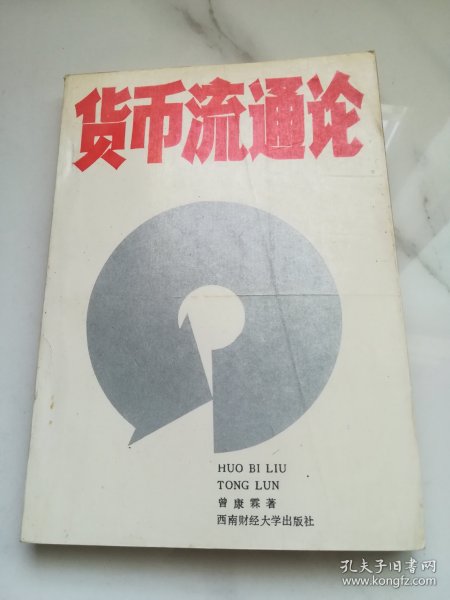 货币流通论
HUO BI LIU
TONG LUN
曾康霖著
西南财经大学出版社
孔夫子旧书网
www.kongfz.com